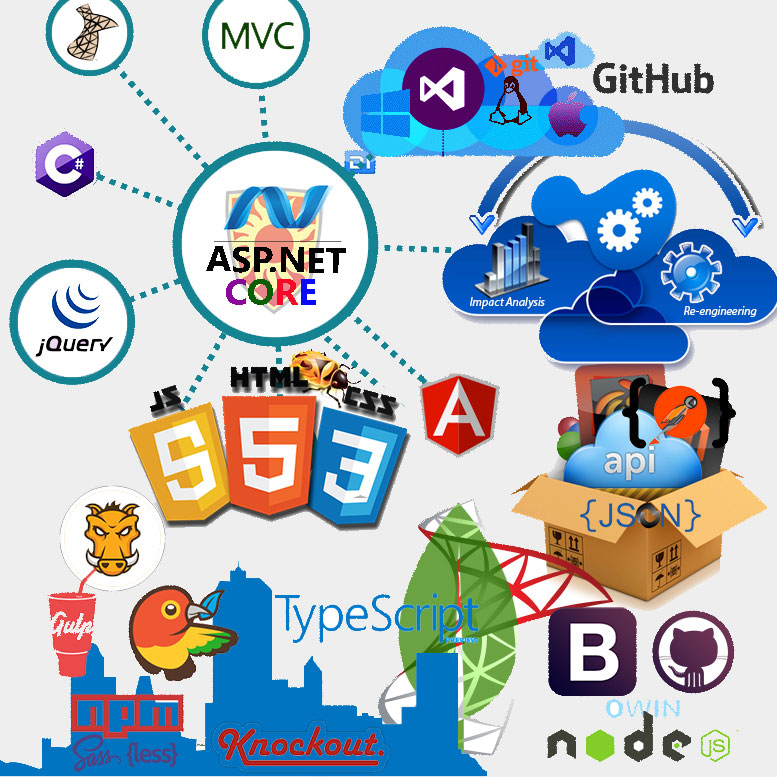 MVC
git
GitHub
C#
ASP.NET
CORE
Impact Analysis
Re-engineering
jQuery
JS
HTML
CSS
S
5
3
A
{ }
api
{JSON}
Gulp
TypeScript
B
OWIN
npm
Sass {less}
Knockout.
node
JS